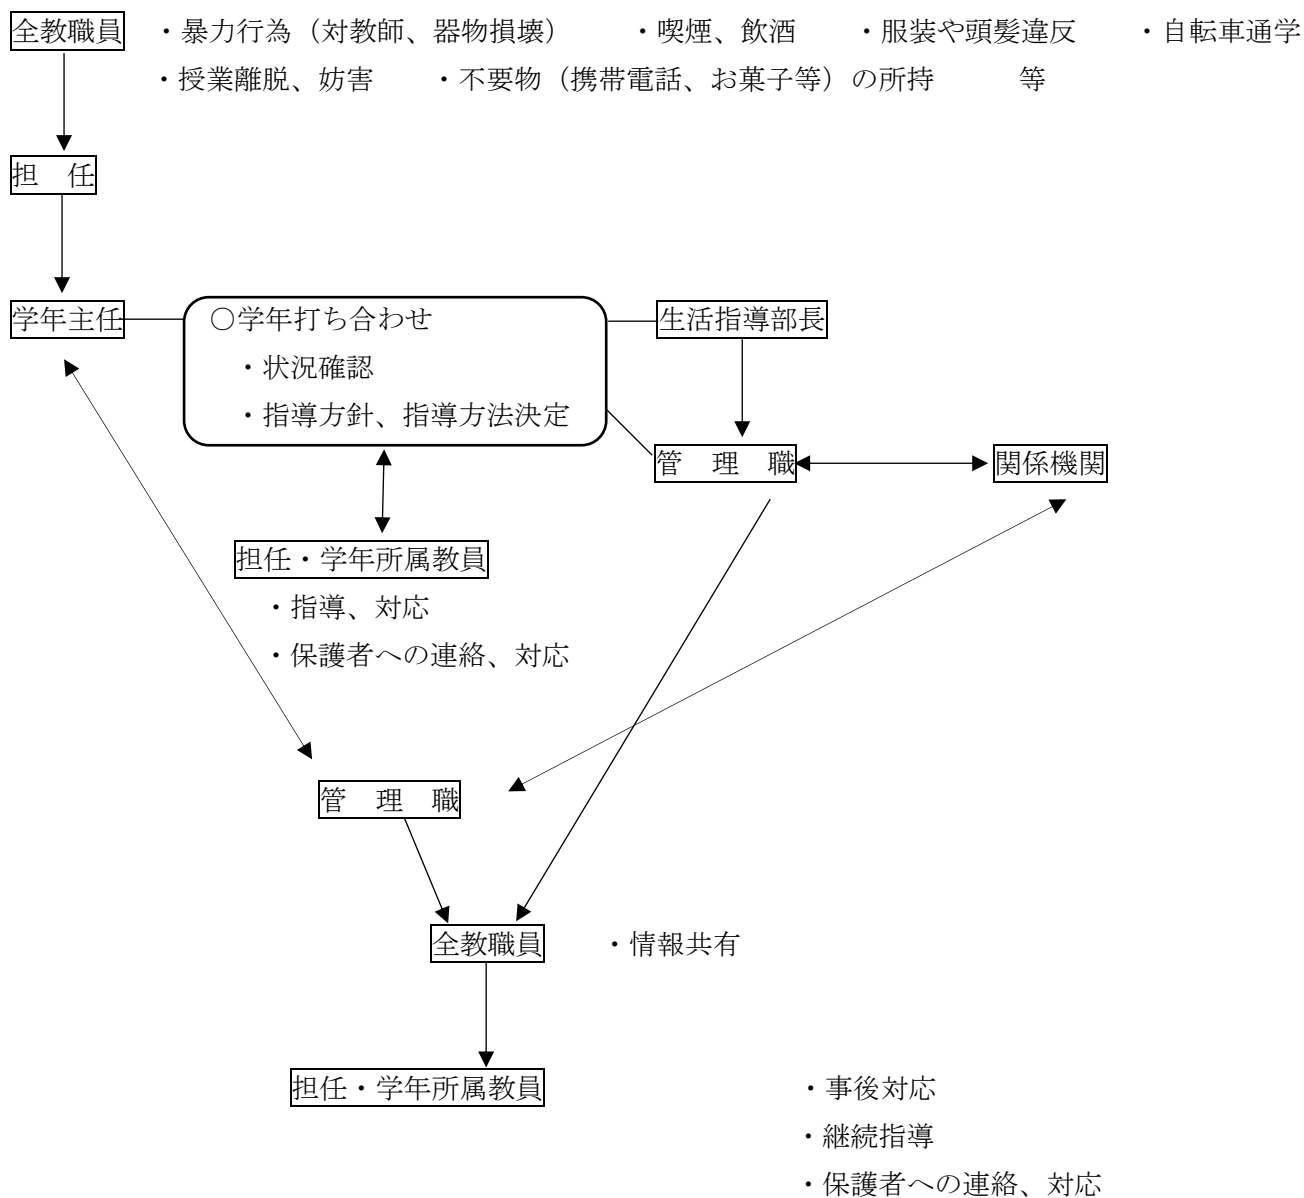 全教職員 ・暴力行為（対教師、器物損壊） ・喫煙、飲酒 ・服装や頭髪違反 ・自転車通学
・授業離脱、妨害 ・不要物（携帯電話、お菓子等）の所持 等
担　任
学年主任 ○学年打ち合わせ 生活指導部長
・状況確認
・指導方針、指導方法決定
管　理　職 関係機関
担任・学年所属教員
・指導、対応
・保護者への連絡、対応
管　理　職
全教職員 ・情報共有
担任・学年所属教員 ・事後対応
・継続指導
・保護者への連絡、対応